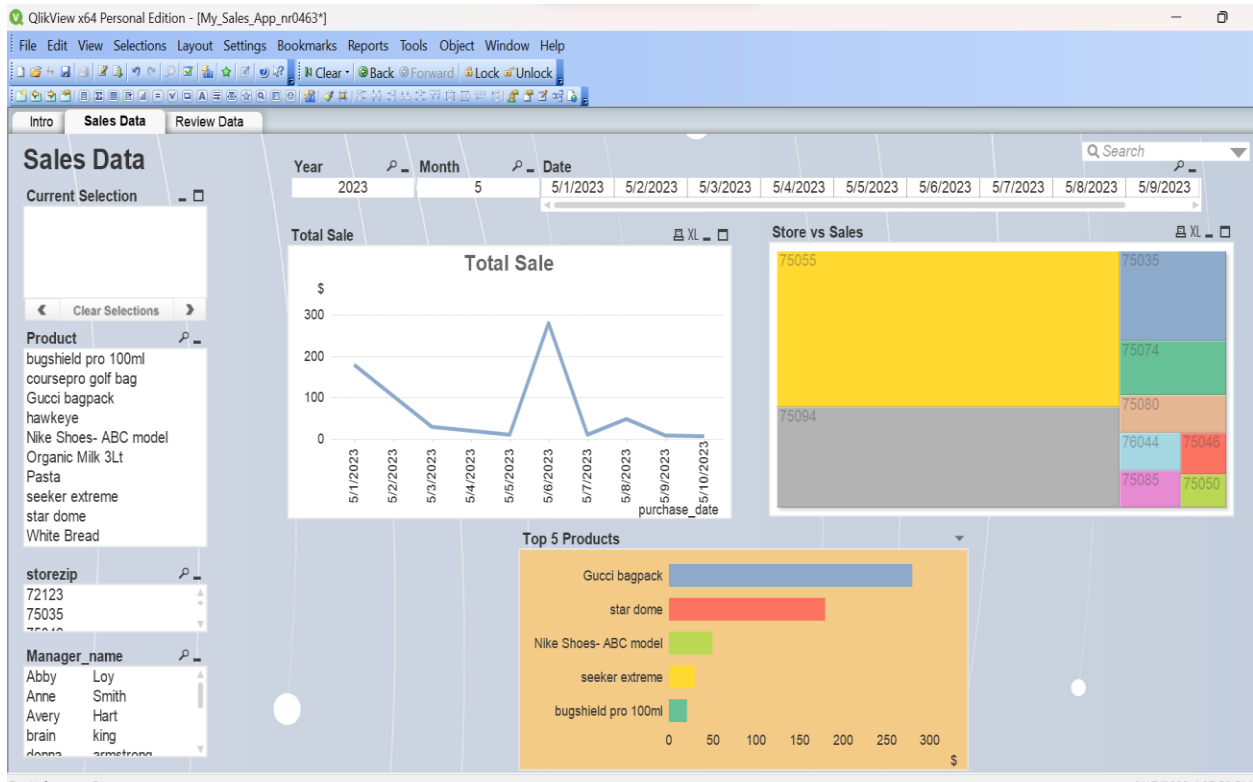 QlikView x64 Personal Edition - [My_Sales_App_nr0463*]
File Edit View Selections Layout Settings Bookmarks Reports Tools Object Window Help
Clear Back Forward Lock Unlock
Intro Sales Data Review Data
Sales Data
Search
Year Month Date
2023 5 5/1/2023 5/2/2023 5/3/2023 5/4/2023 5/5/2023 5/6/2023 5/7/2023 5/8/2023 5/9/2023
Current Selection
Clear Selections
Product
bugshield pro 100ml
coursepro golf bag
Gucci bagpack
hawkeye
Nike Shoes- ABC model
Organic Milk 3Lt
Pasta
seeker extreme
star dome
White Bread
storezip
72123
75035
Manager_name
Abby Loy
Anne Smith
Avery Hart
brain king
donna armstrong
Total Sale XL
Total Sale
$
300
200
100
0
5/1/2023
5/2/2023
5/3/2023
5/4/2023
5/5/2023
5/6/2023
5/7/2023
5/8/2023
5/9/2023
5/10/2023
purchase_date
Store vs Sales XL
75055
75035
75074
75094
75080
76044
75046
75085
75050
Top 5 Products
Gucci bagpack
star dome
Nike Shoes- ABC model
seeker extreme
bugshield pro 100ml
0 50 100 150 200 250 300
$